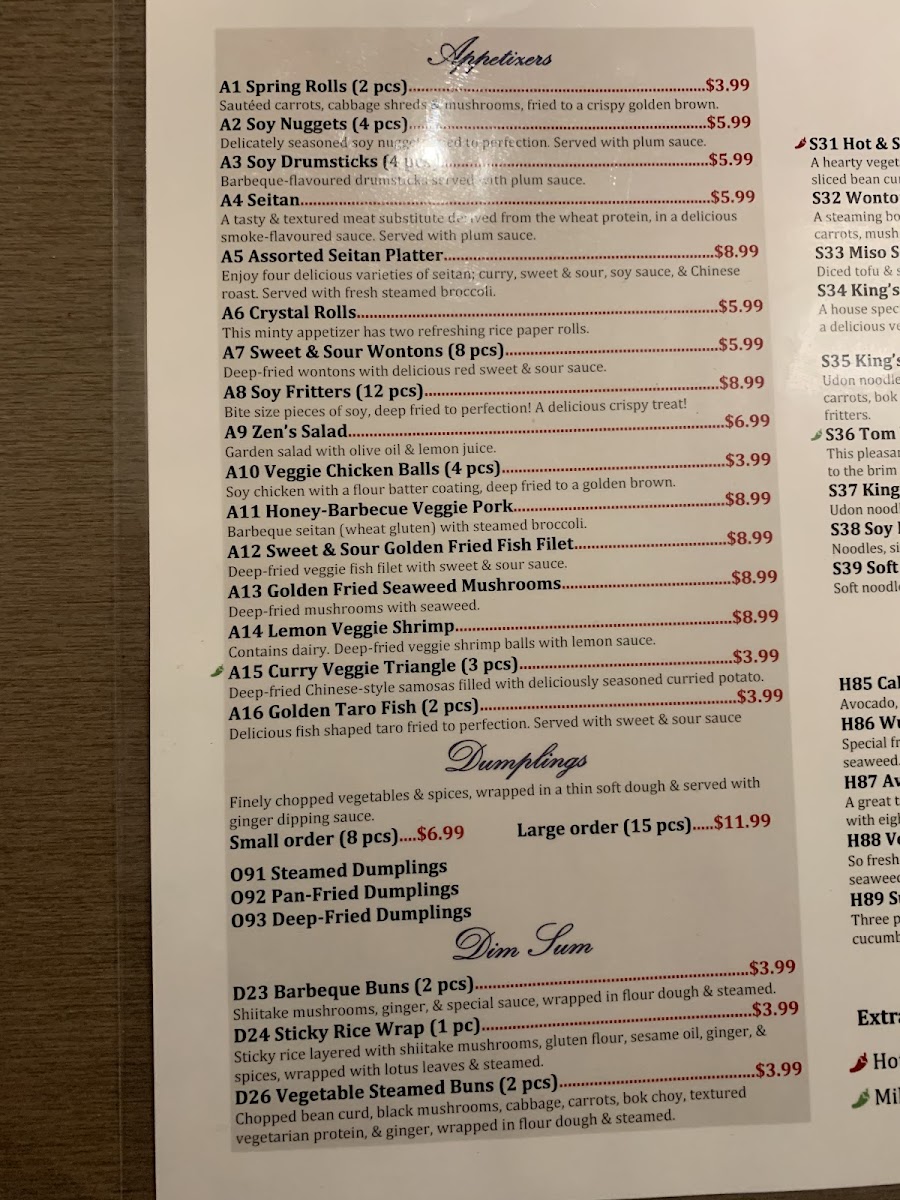 Appetizers
A1 Spring Rolls (2 pcs)..........$3.99
Sautéed carrots, cabbage shreds & mushrooms, fried to a crispy golden brown.
A2 Soy Nuggets (4 pcs)..........$5.99
Delicately seasoned soy to perfection. Served with plum sauce.
A3 Soy Drumsticks (4 pcs)..........$5.99
Barbeque-flavoured drumsticks served with plum sauce.
A4 Seitan..........$5.99
A tasty & textured meat substitute derived from the wheat protein, in a delicious
smoke-flavoured sauce. Served with plum sauce.
A5 Assorted Seitan Platter..........$8.99
Enjoy four delicious varieties of seitan; curry, sweet & sour, soy sauce, & Chinese
roast. Served with fresh steamed broccoli.
A6 Crystal Rolls..........$5.99
This minty appetizer has two refreshing rice paper rolls.
A7 Sweet & Sour Wontons (8 pcs)..........$5.99
Deep-fried wontons with delicious red sweet & sour sauce.
A8 Soy Fritters (12 pcs)..........$8.99
Bite size pieces of soy, deep fried to perfection! A delicious crispy treat!
A9 Zen's Salad..........$6.99
Garden salad with olive oil & lemon juice.
A10 Veggie Chicken Balls (4 pcs)..........$3.99
Soy chicken with a flour batter coating, deep fried to a golden brown.
A11 Honey-Barbecue Veggie Pork..........$8.99
Barbeque seitan (wheat gluten) with steamed broccoli.
A12 Sweet & Sour Golden Fried Fish Filet..........$8.99
Deep-fried veggie fish filet with sweet & sour sauce.
A13 Golden Fried Seaweed Mushrooms..........$8.99
Deep-fried mushrooms with seaweed.
A14 Lemon Veggie Shrimp..........$8.99
Contains dairy. Deep-fried veggie shrimp balls with lemon sauce.
A15 Curry Veggie Triangle (3 pcs)..........$3.99
Deep-fried Chinese-style samosas filled with deliciously seasoned curried potato.
A16 Golden Taro Fish (2 pcs)..........$3.99
Delicious fish shaped taro fried to perfection. Served with sweet & sour sauce
Dumplings
Finely chopped vegetables & spices, wrapped in a thin soft dough & served with
ginger dipping sauce.
Small order (8 pcs)....$6.99 Large order (15 pcs).....$11.99
O91 Steamed Dumplings
O92 Pan-Fried Dumplings
O93 Deep-Fried Dumplings
Dim Sum
D23 Barbeque Buns (2 pcs)..........$3.99
Shiitake mushrooms, ginger, & special sauce, wrapped in flour dough & steamed.
D24 Sticky Rice Wrap (1 pc)..........$3.99
Sticky rice layered with shiitake mushrooms, gluten flour, sesame oil, ginger, &
spices, wrapped with lotus leaves & steamed.
D26 Vegetable Steamed Buns (2 pcs)..........$3.99
Chopped bean curd, black mushrooms, cabbage, carrots, bok choy, textured
vegetarian protein, & ginger, wrapped in flour dough & steamed.
S31 Hot & S
A hearty veget
sliced bean cu
S32 Wonto
A steaming bo
carrots, mush
S33 Miso S
Diced tofu & s
S34 King's
A house spec
a delicious ve
S35 King's
Udon noodle
carrots, bok
fritters.
S36 Tom
This pleasa
to the brim
S37 King
Udon nood
S38 Soy
Noodles, si
S39 Soft
Soft noodle
H85 Cal
Avocado,
H86 Wu
Special fr
seaweed.
H87 Av
A great t
with eigh
H88 Ve
So fresh
seaweed
H89 S
Three p
cucumb
Extra
Ho
Mil